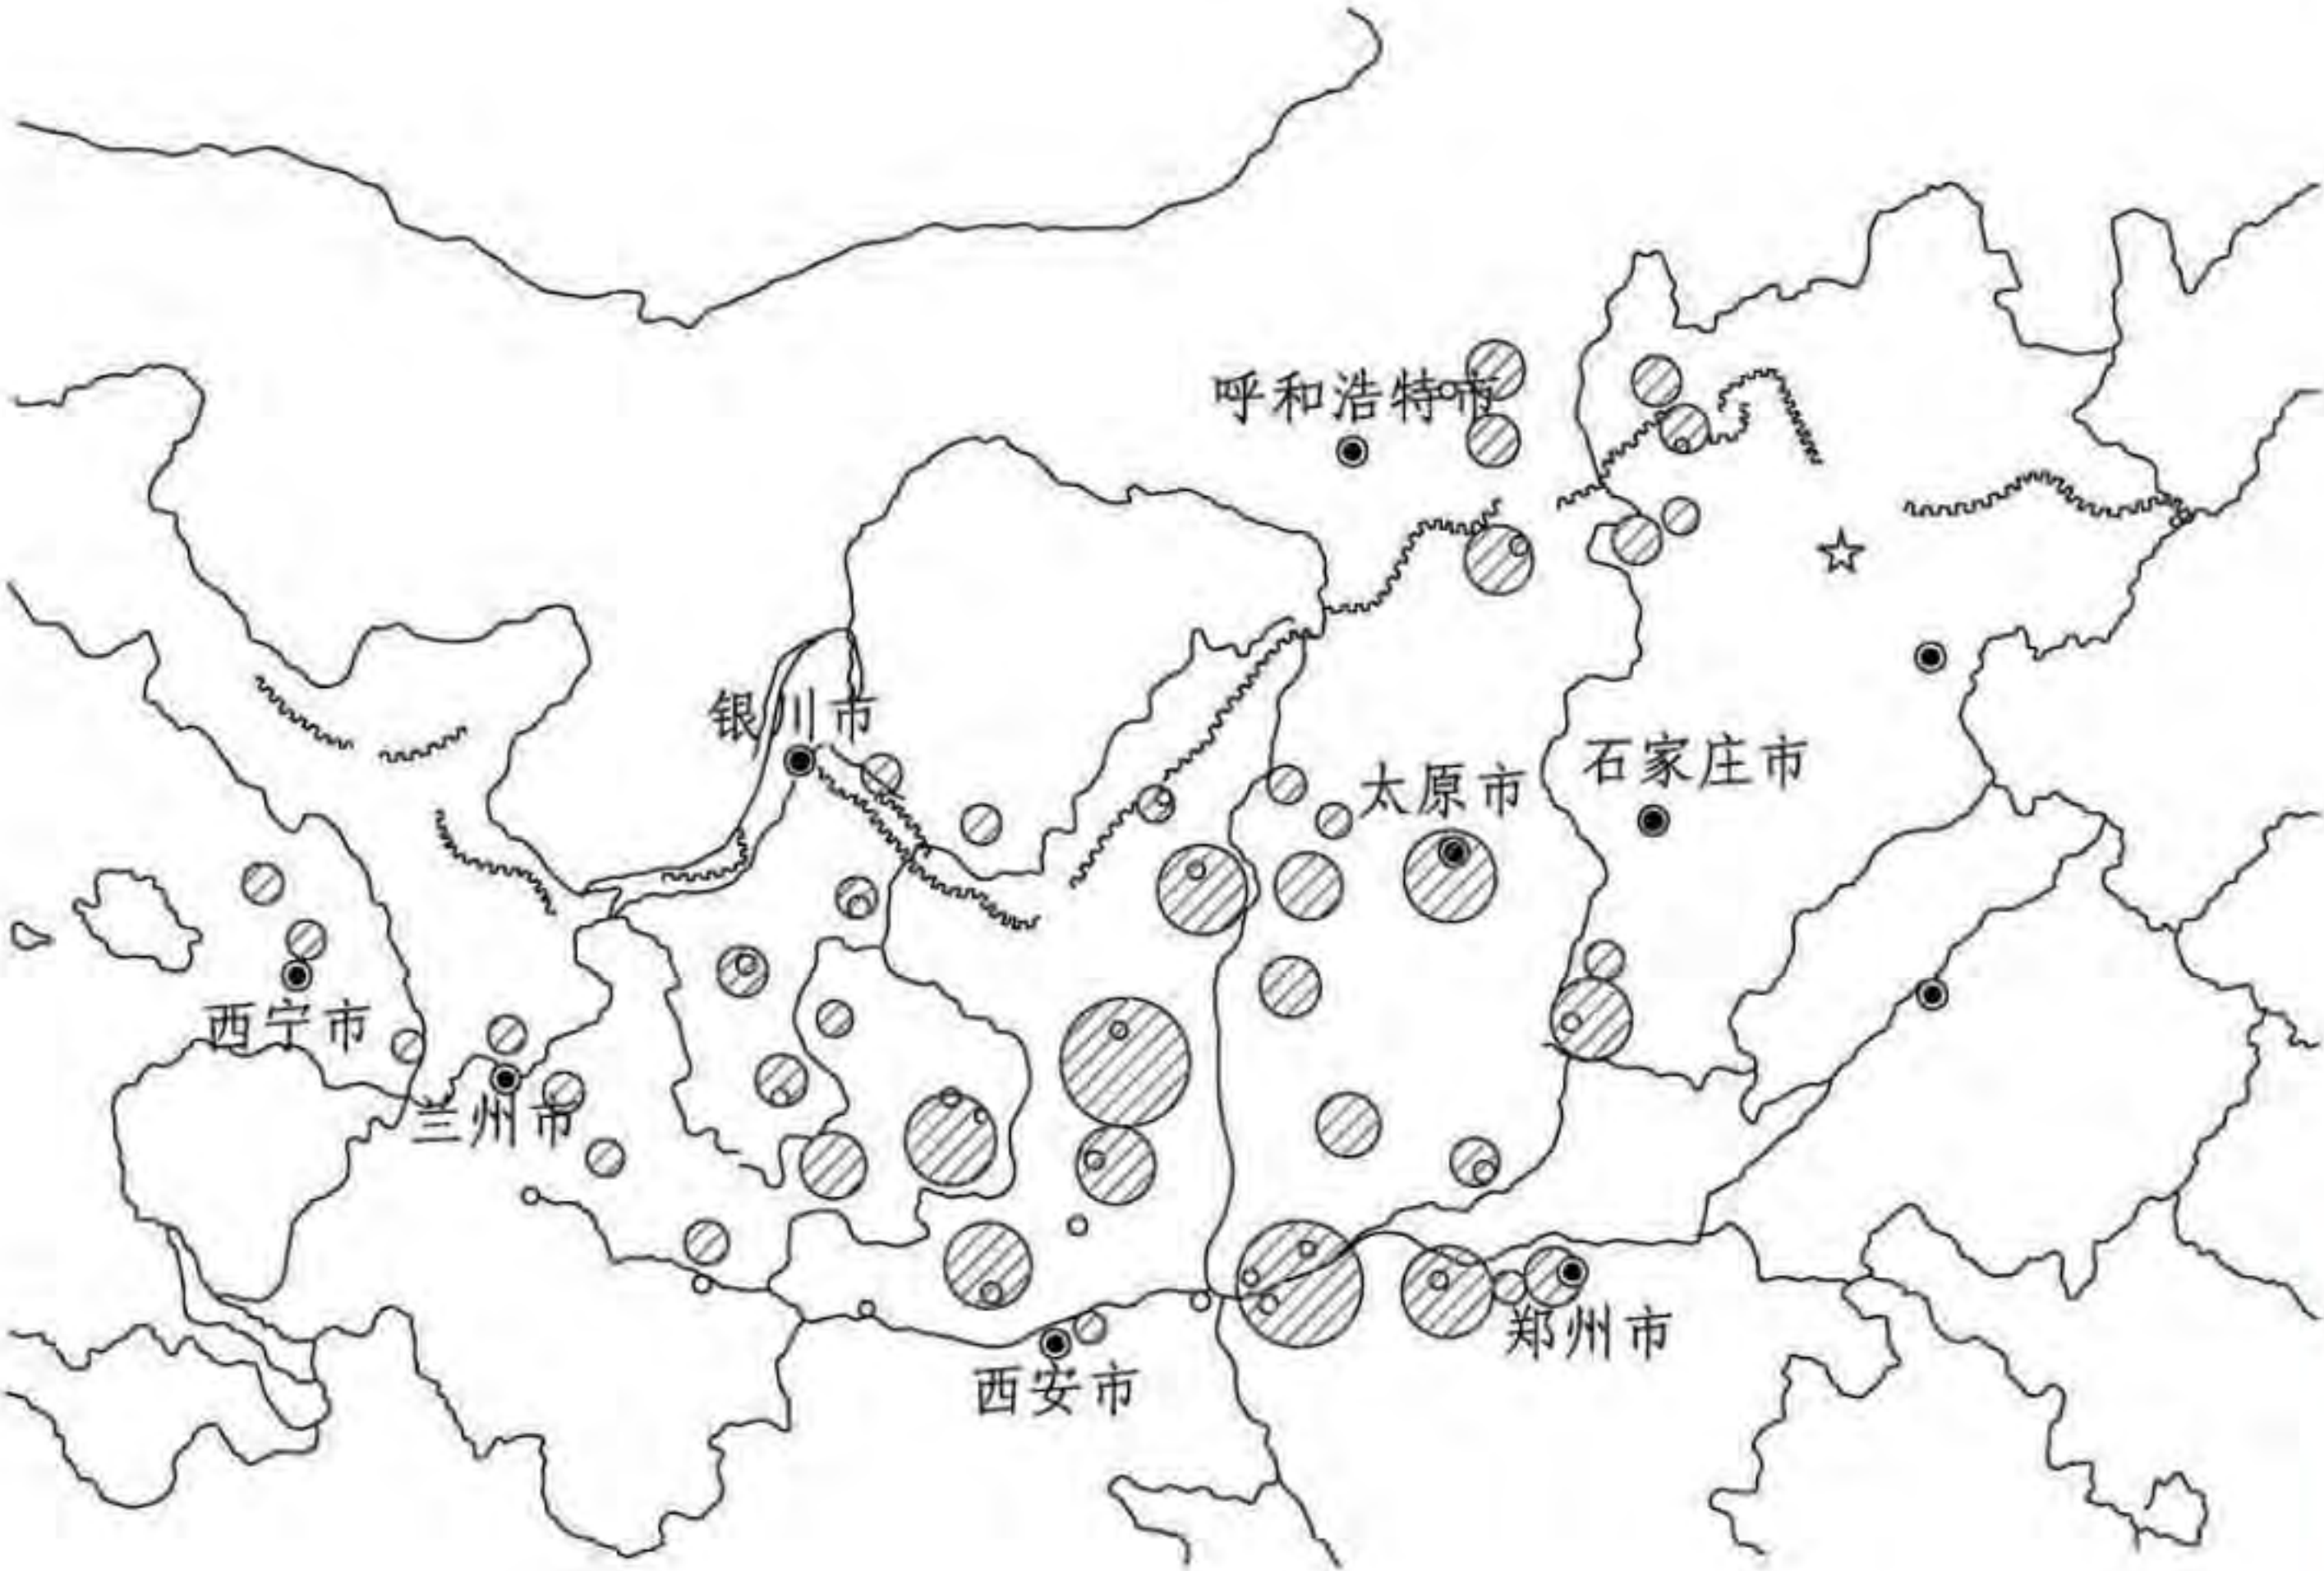 呼和浩特市
银川市
太原市
石家庄市
西宁市
兰州市
郑州市
西安市